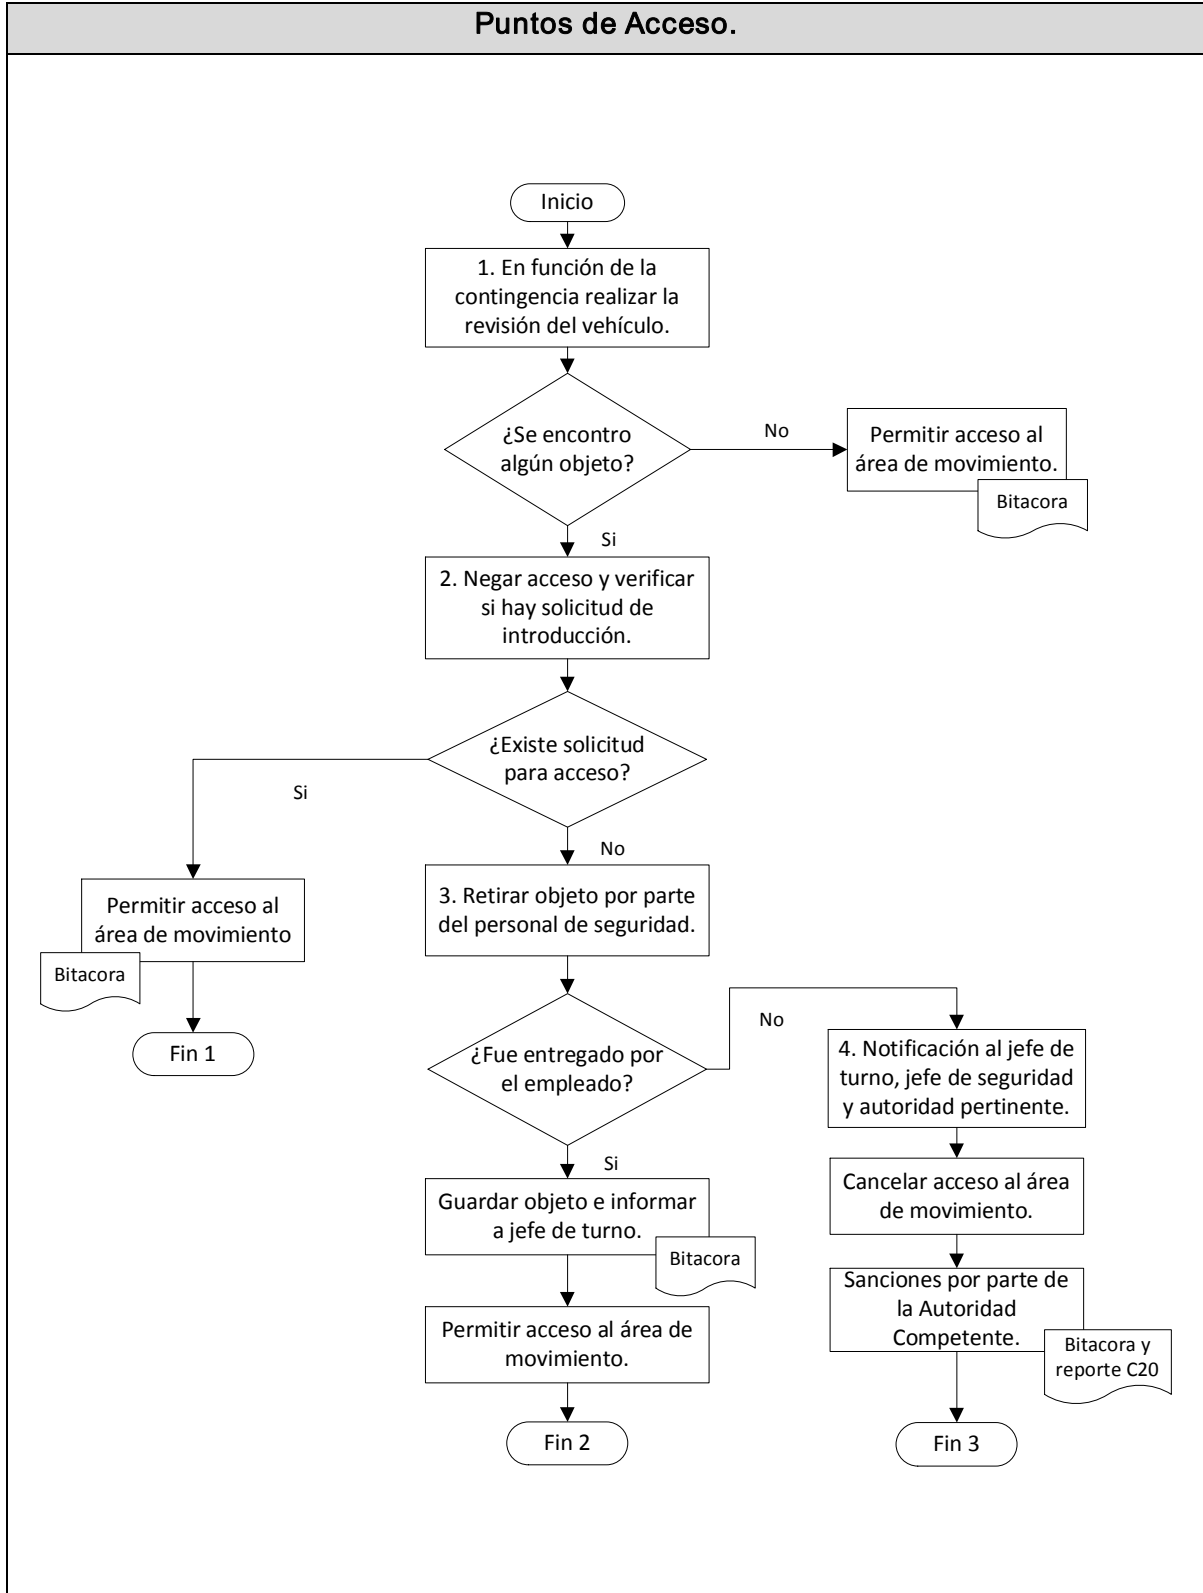 Puntos de Acceso.
Inicio
1. En función de la
contingencia realizar la
revisión del vehículo.
¿Se encontro
algún objeto?
No
Permitir acceso al
área de movimiento.
Bitacora
Si
2. Negar acceso y verificar
si hay solicitud de
introducción.
¿Existe solicitud
para acceso?
Si
Permitir acceso al
área de movimiento
Bitacora
Fin 1
No
3. Retirar objeto por parte
del personal de seguridad.
¿Fue entregado por
el empleado?
No
4. Notificación al jefe de
turno, jefe de seguridad
y autoridad pertinente.
Cancelar acceso al área
de movimiento.
Sanciones por parte de
la Autoridad
Competente.
Bitacora y
reporte C20
Fin 3
Si
Guardar objeto e informar
a jefe de turno.
Bitacora
Permitir acceso al área de
movimiento.
Fin 2